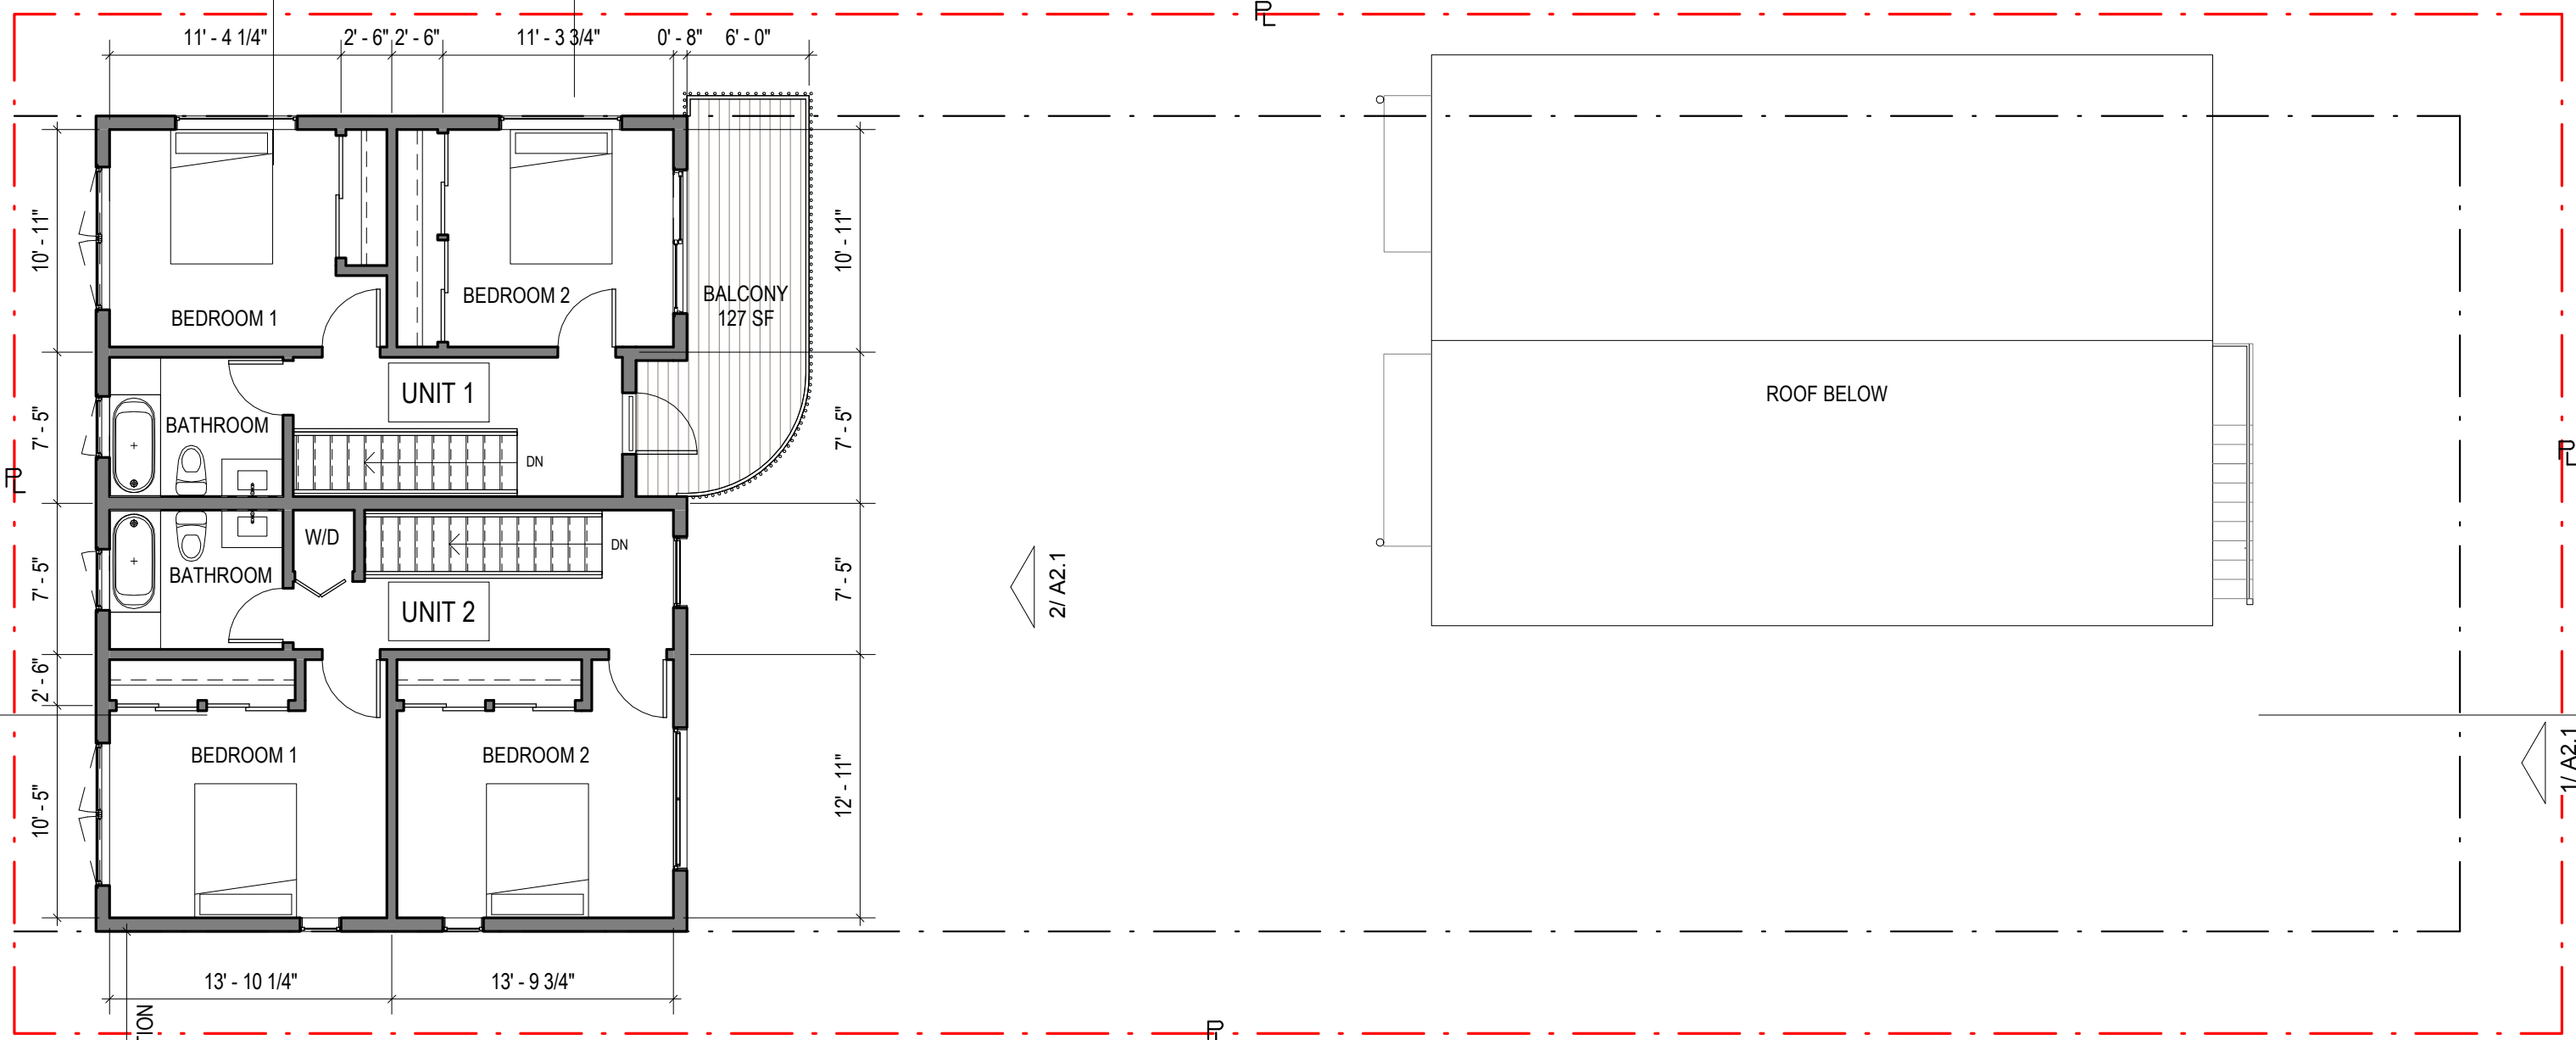 PL
11' - 4 1/4"
2' - 6"
2' - 6"
11' - 3 3/4"
0' - 8"
6' - 0"
10' - 11"
BEDROOM 1
BEDROOM 2
BALCONY
127 SF
10' - 11"
ROOF BELOW
UNIT 1
7' - 5"
BATHROOM
DN
7' - 5"
PL
PL
7' - 5"
BATHROOM
W/D
DN
UNIT 2
7' - 5"
2/ A2.1
2' - 6"
10' - 5"
BEDROOM 1
BEDROOM 2
12' - 11"
1/ A2.1
13' - 10 1/4"
13' - 9 3/4"
TION
PL